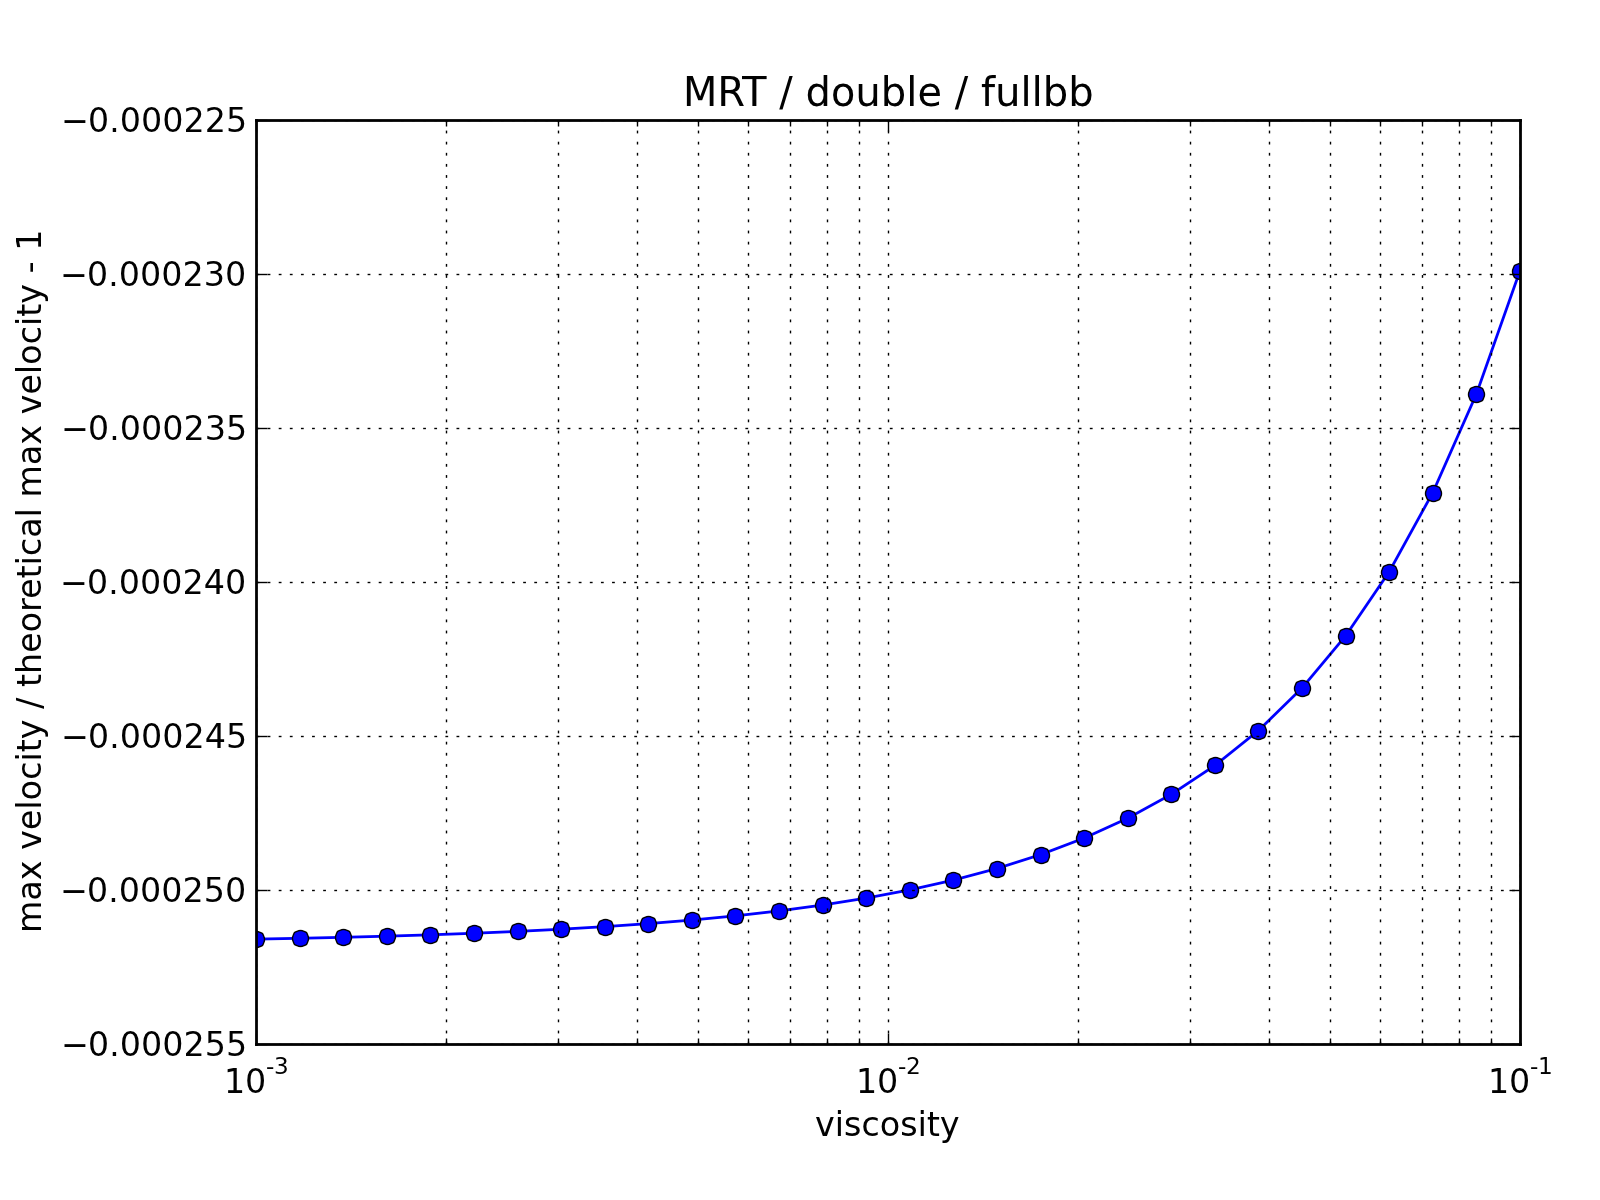 MRT / double / fullbb
max velocity / theoretical max velocity - 1
−0.000225
−0.000230
−0.000235
−0.000240
−0.000245
−0.000250
−0.000255
10⁻³ 10⁻² 10⁻¹
viscosity